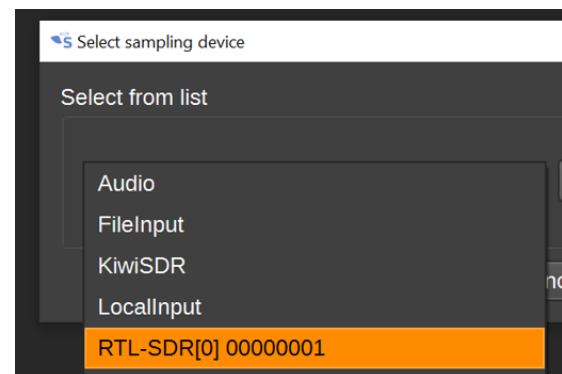 Select sampling device
Select from list
Audio
FileInput
KiwiSDR
LocalInput
RTL-SDR[0] 00000001